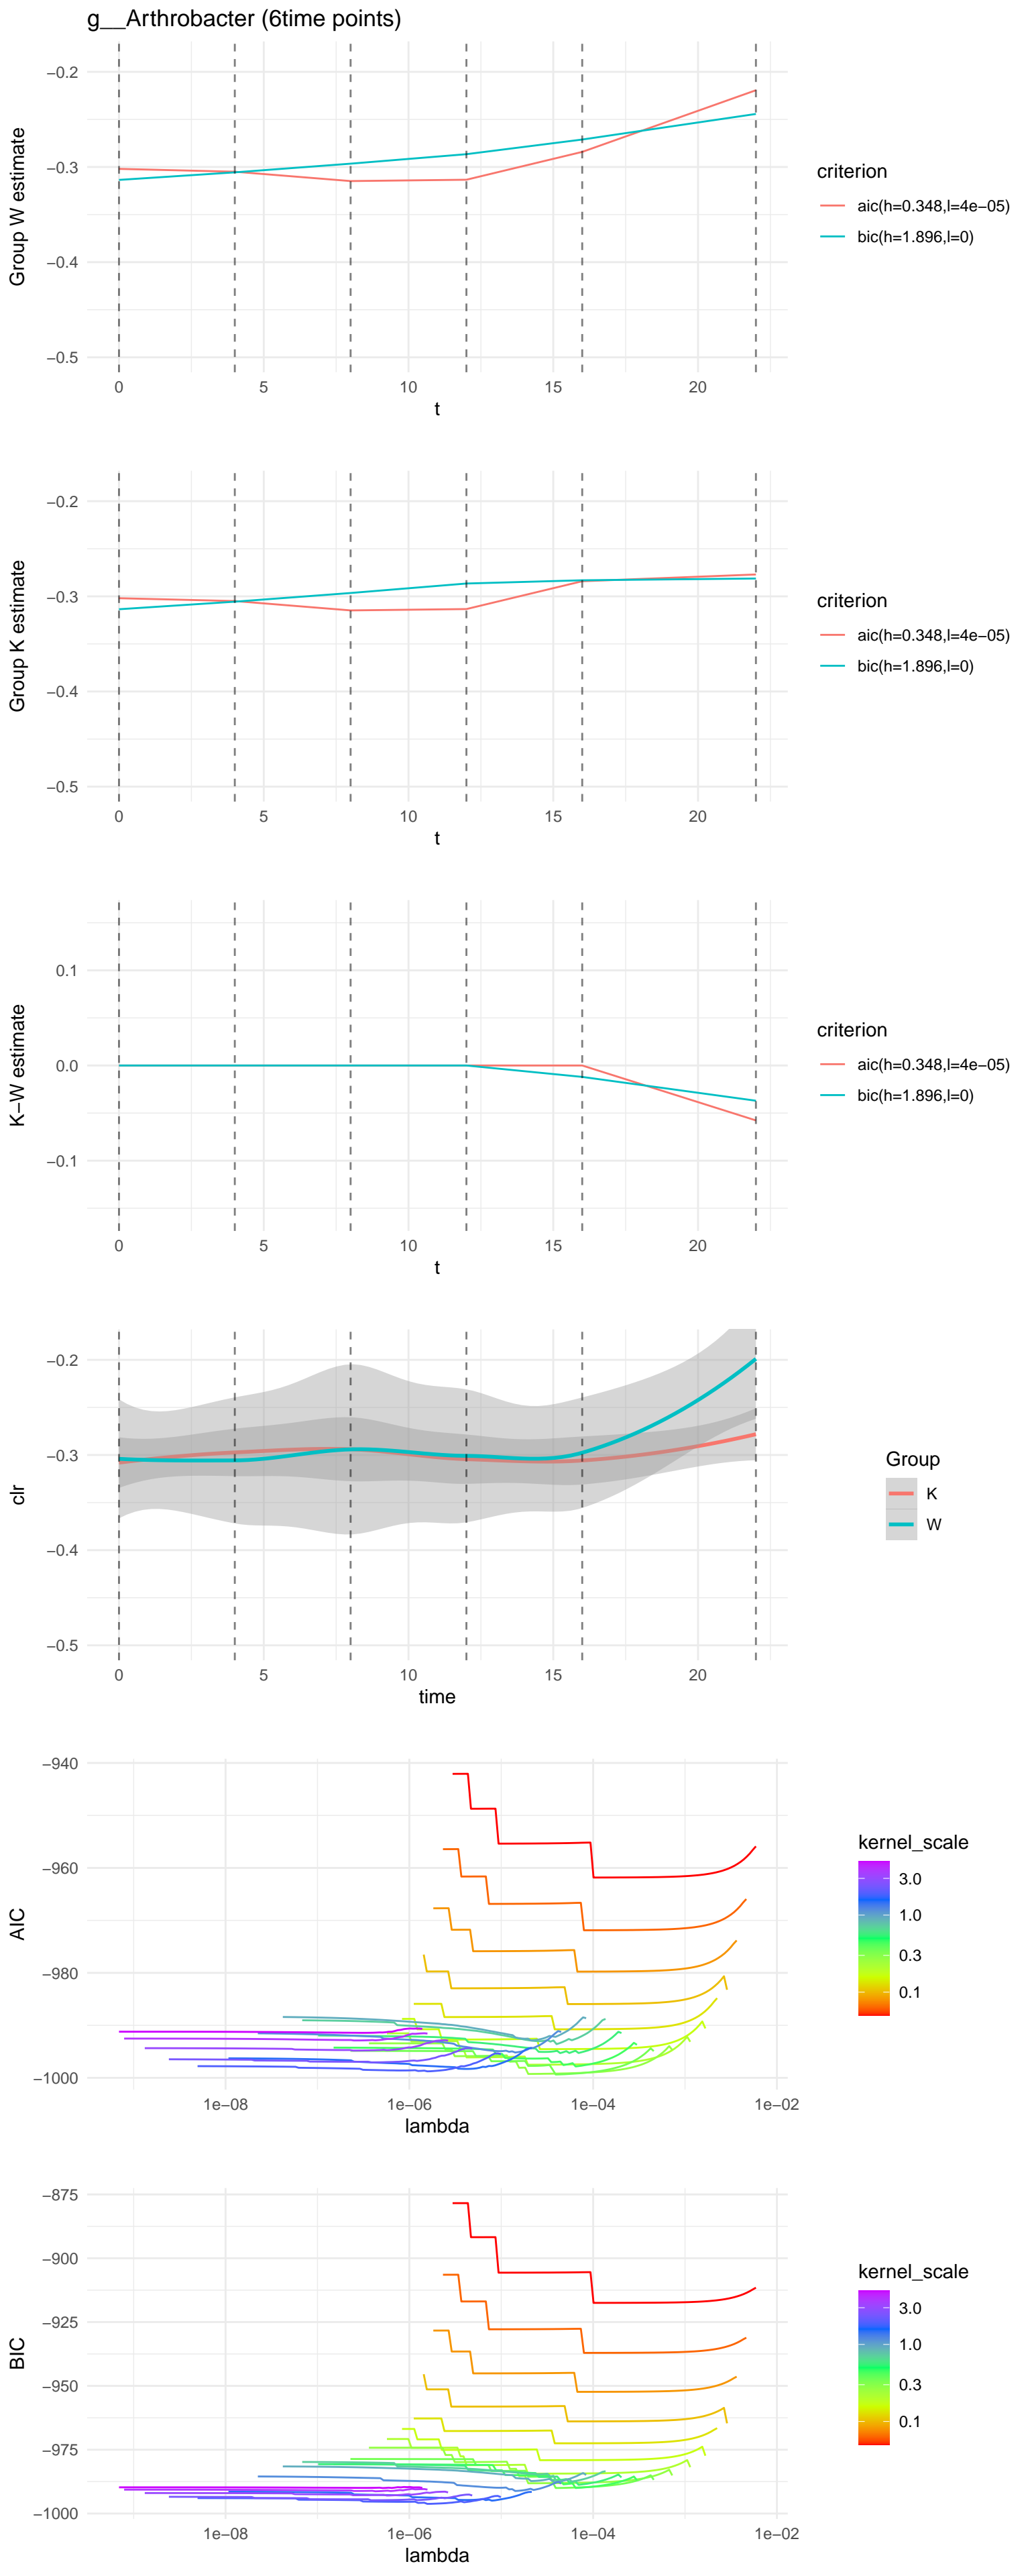 g__Arthrobacter (6time points)
Group W estimate
−0.2
−0.3
−0.4
−0.5
0 5 10 15 20
t
criterion
aic(h=0.348,l=4e−05)
bic(h=1.896,l=0)
Group K estimate
−0.2
−0.3
−0.4
−0.5
0 5 10 15 20
t
criterion
aic(h=0.348,l=4e−05)
bic(h=1.896,l=0)
K−W estimate
0.1
0.0
−0.1
0 5 10 15 20
t
criterion
aic(h=0.348,l=4e−05)
bic(h=1.896,l=0)
clr
−0.2
−0.3
−0.4
−0.5
0 5 10 15 20
time
Group
K
W
AIC
−940
−960
−980
−1000
1e−08 1e−06 1e−04 1e−02
lambda
kernel_scale
3.0
1.0
0.3
0.1
BIC
−875
−900
−925
−950
−975
−1000
1e−08 1e−06 1e−04 1e−02
lambda
kernel_scale
3.0
1.0
0.3
0.1